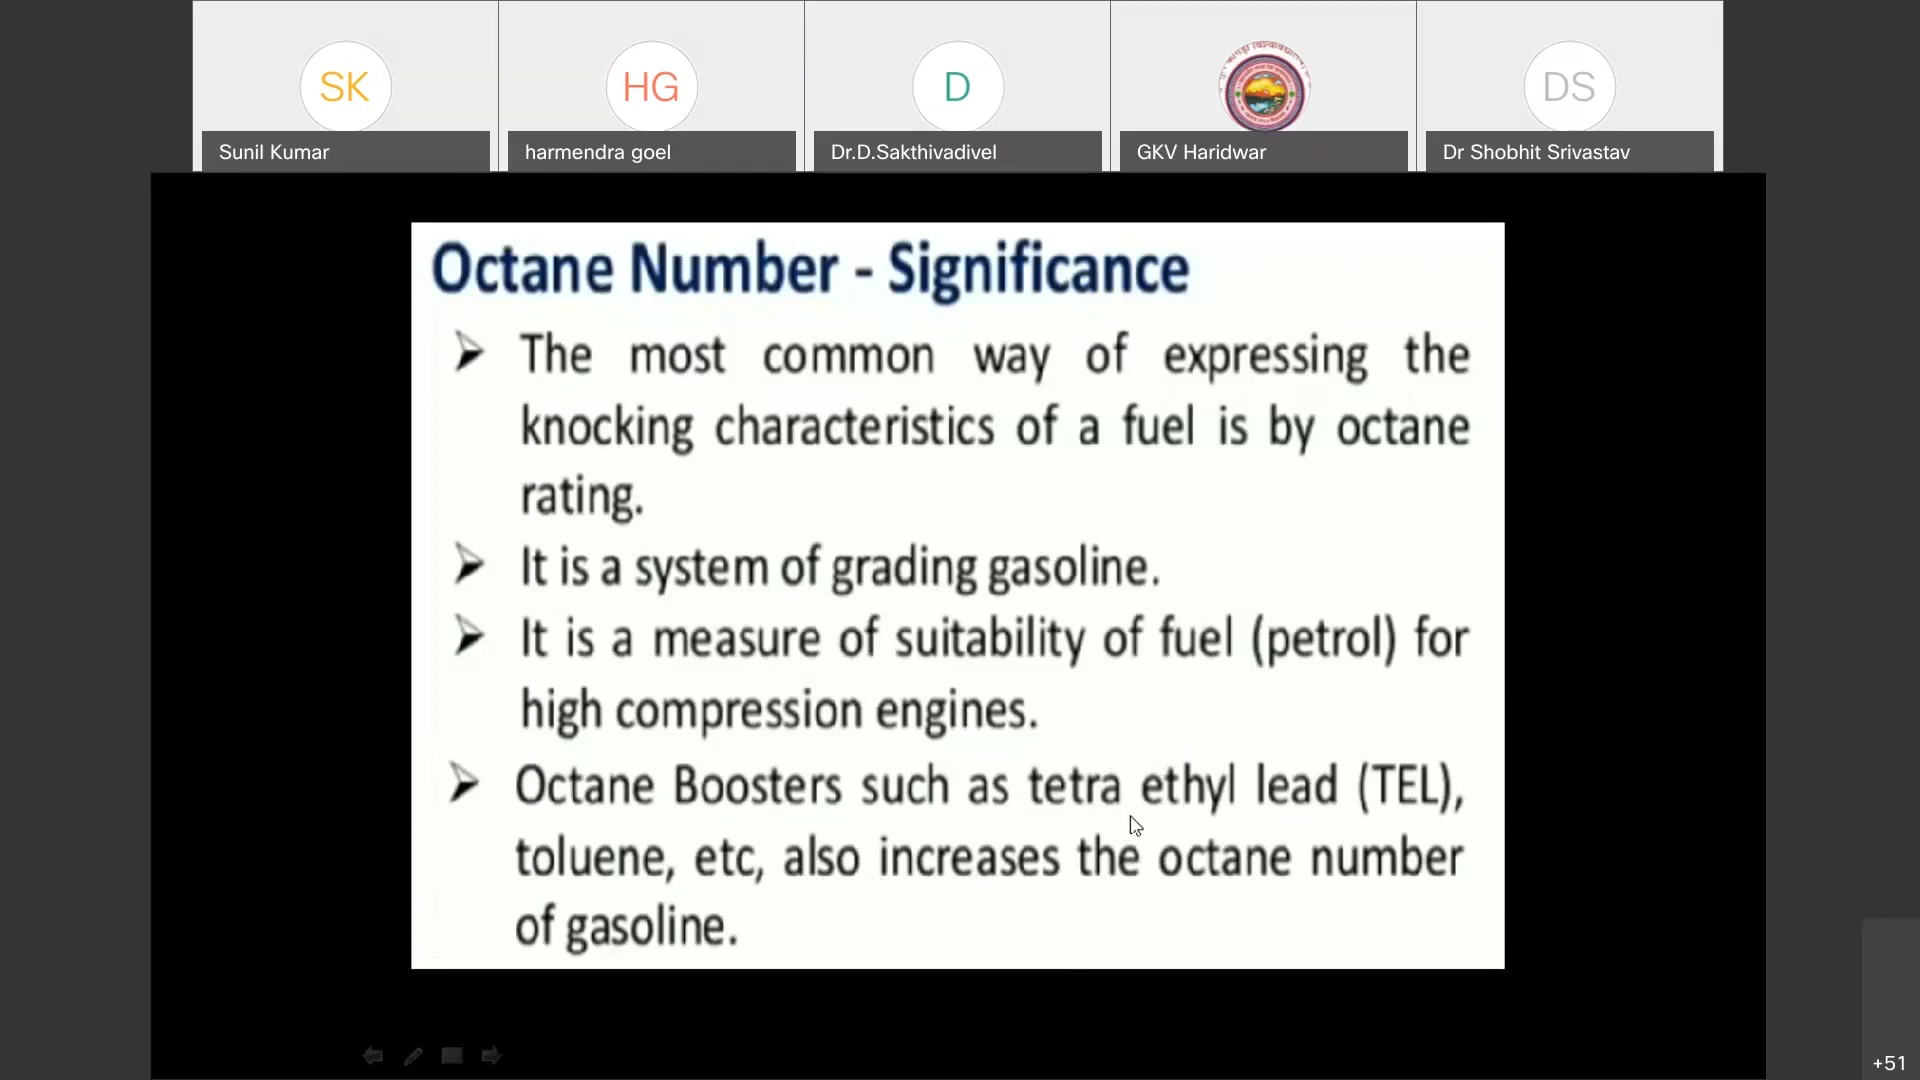 SK
HG
D
DS
Sunil Kumar
harmendra goel
Dr.D.Sakthivadivel
GKV Haridwar
Dr Shobhit Srivastav
Octane Number - Significance
The most common way of expressing the
knocking characteristics of a fuel is by octane
rating.
It is a system of grading gasoline.
It is a measure of suitability of fuel (petrol) for
high compression engines.
Octane Boosters such as tetra ethyl lead (TEL),
toluene, etc, also increases the octane number
of gasoline.
+51